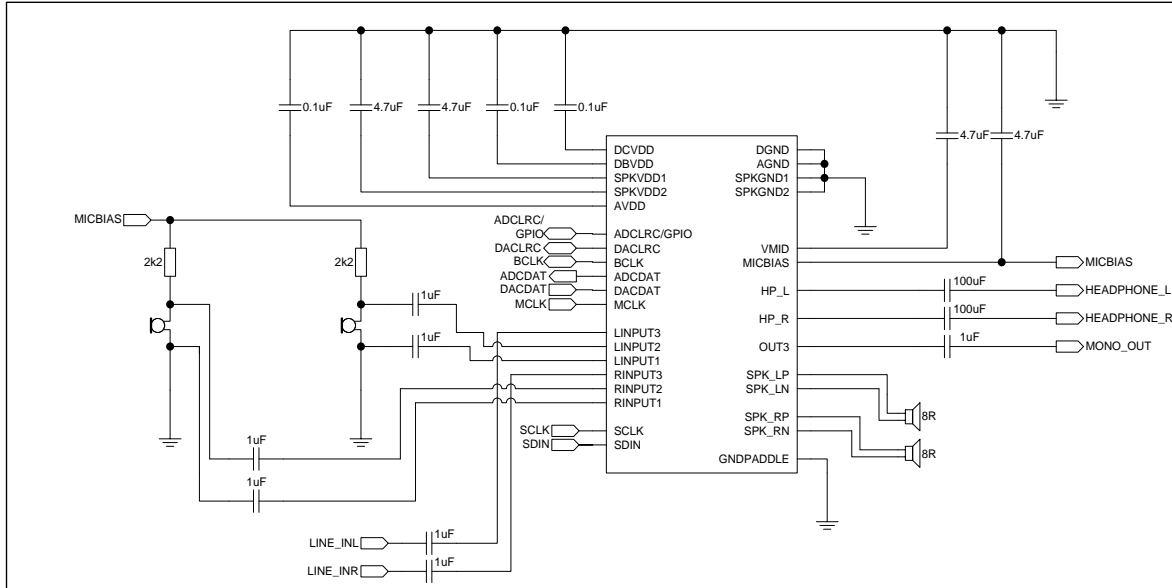 0.1uF 4.7uF 4.7uF 0.1uF 0.1uF
4.7uF 4.7uF
DCVDD
DBVDD
SPKVDD1
SPKVDD2
AVDD
DGND
AGND
SPKGND1
SPKGND2
MICBIAS
2k2 2k2
1uF
1uF
ADCLRC/
GPIO
DACLRC
BCLK
ADCDAT
DACDAT
MCLK
ADCLRC/GPIO
DACLRC
BCLK
ADCDAT
DACDAT
MCLK
LINPUT3
LINPUT2
LINPUT1
RINPUT3
RINPUT2
RINPUT1
SCLK SCLK
SDIN SDIN
VMID
MICBIAS
MICBIAS
HP_L
100uF
HEADPHONE_L
HP_R
100uF
HEADPHONE_R
OUT3
1uF
MONO_OUT
SPK_LP
SPK_LN
8R
SPK_RP
SPK_RN
8R
GNDPADDLE
1uF
1uF
LINE_INL
1uF
LINE_INR
1uF